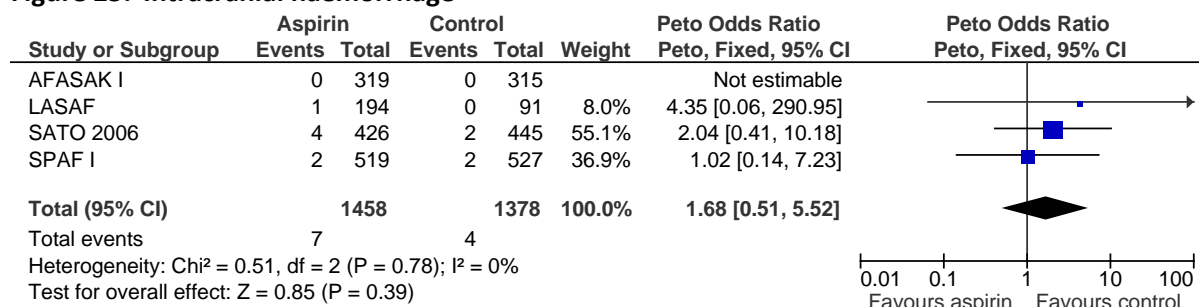 Figure 257 Intracranial haemorrhage
Aspirin Control Peto Odds Ratio Peto Odds Ratio
Study or Subgroup Events Total Events Total Weight Peto, Fixed, 95% CI Peto, Fixed, 95% CI
AFASAK I 0 319 0 315 Not estimable
LASAF 1 194 0 91 8.0% 4.35 [0.06, 290.95]
SATO 2006 4 426 2 445 55.1% 2.04 [0.41, 10.18]
SPAF I 2 519 2 527 36.9% 1.02 [0.14, 7.23]
Total (95% CI) 1458 1378 100.0% 1.68 [0.51, 5.52]
Total events 7 4
Heterogeneity: Chi² = 0.51, df = 2 (P = 0.78); I² = 0%
Test for overall effect: Z = 0.85 (P = 0.39)
0.01 0.1 1 10 100
Favours aspirin Favours control